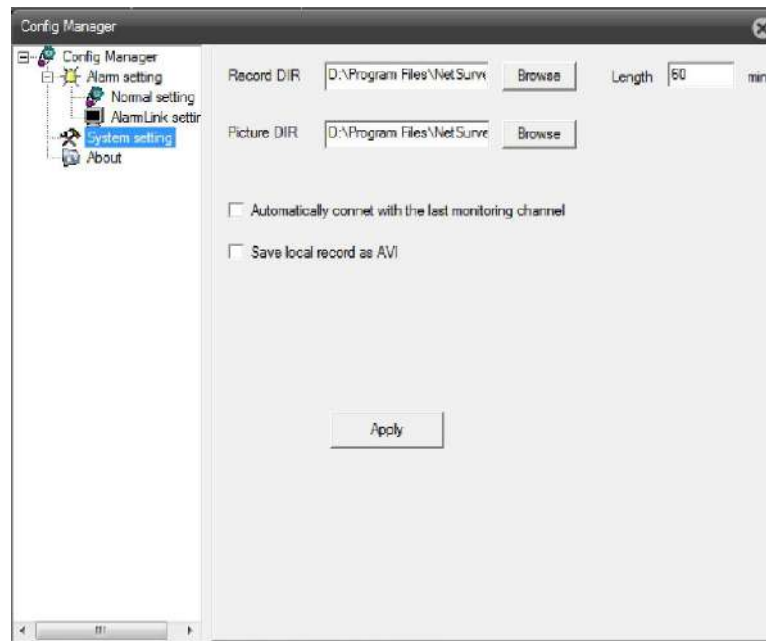 Config Manager
Config Manager
Alarm setting
Normal setting
AlarmLink settir
System setting
About
Record DIR D:\Program Files\NetSurve Browse Length 60 min
Picture DIR D:\Program Files\NetSurve Browse
Automatically connet with the last monitoring channel
Save local record as AVI
Apply